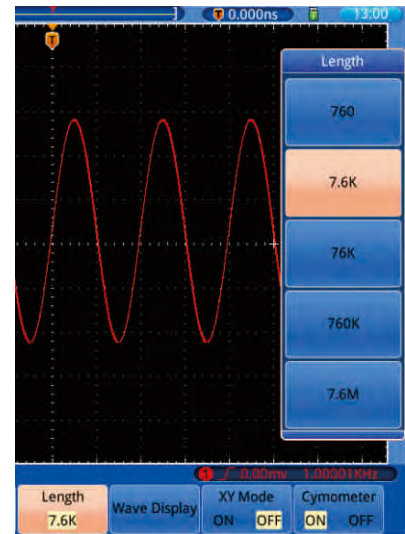 T 0.000ns 13:00
T
Length
760
7.6K
76K
760K
7.6M
1 0.00mv 1.00001KHz
Length
7.6K
Wave Display
XY Mode
ON OFF
Cymometer
ON OFF